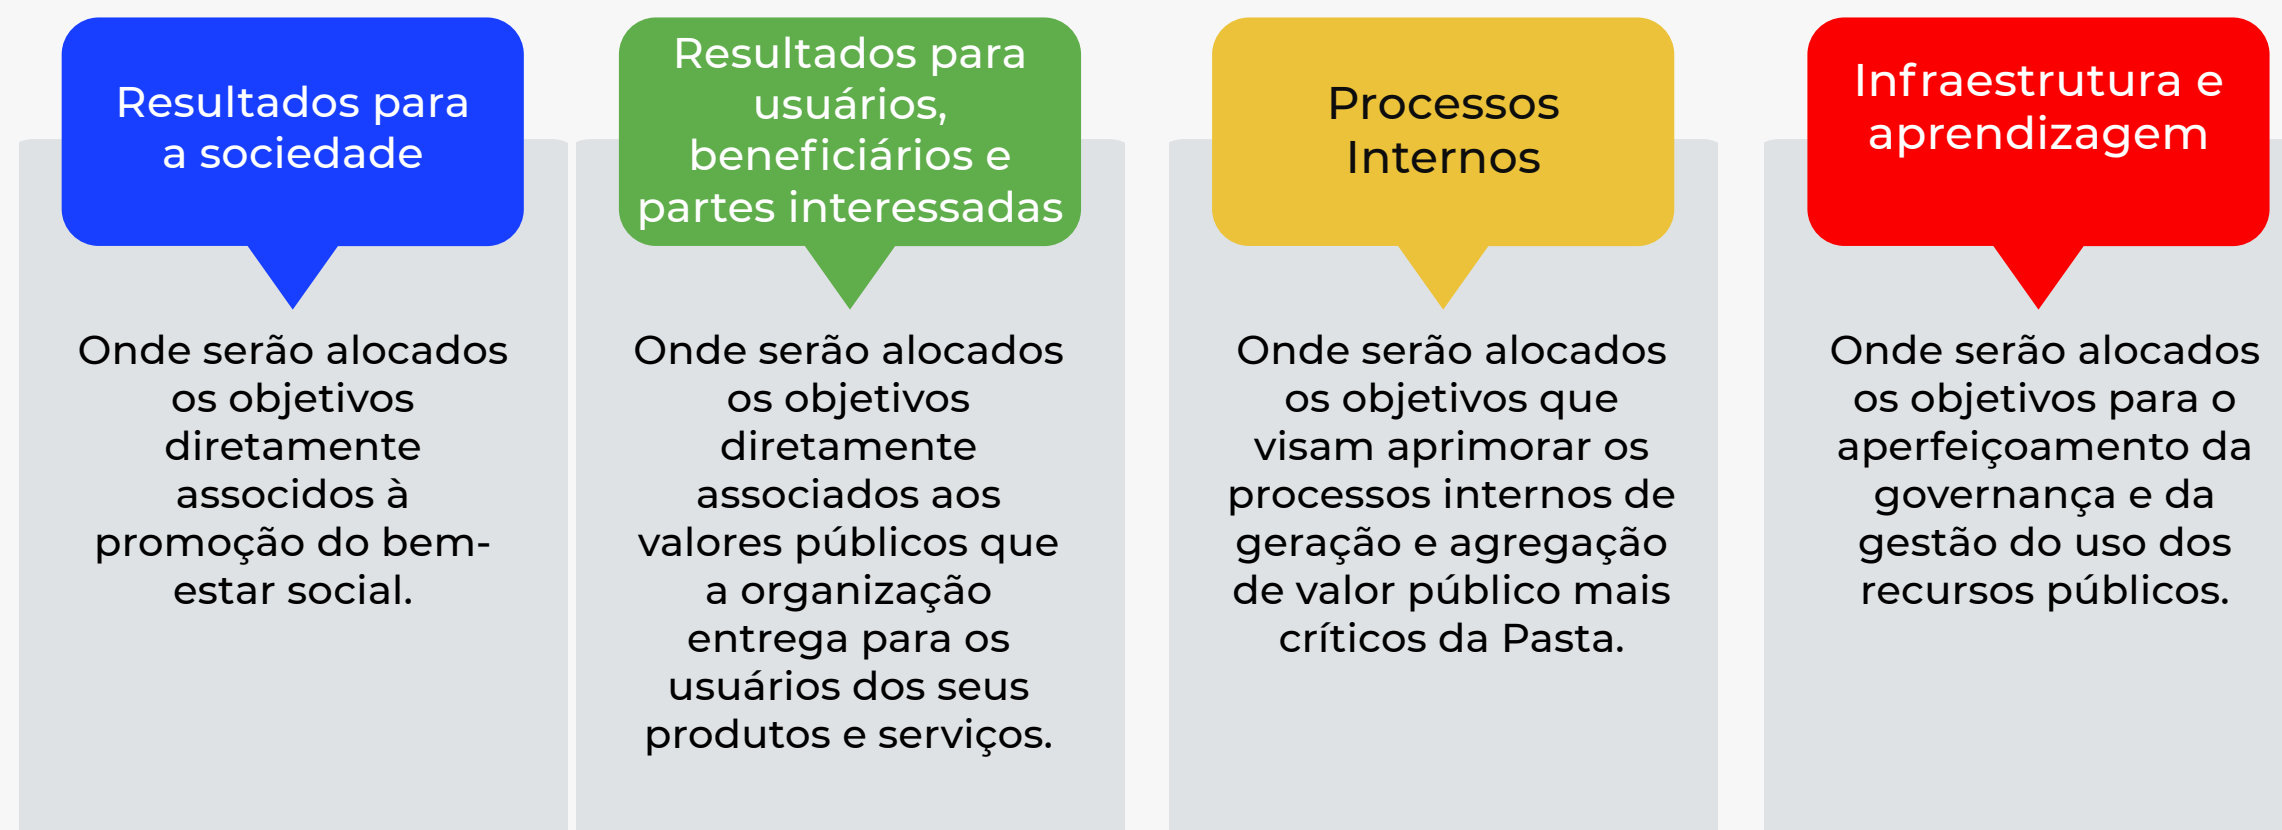 Resultados para
a sociedade
Onde serão alocados
os objetivos
diretamente
associdos à
promoção do bem-
estar social.
Resultados para
usuários,
beneficiários e
partes interessadas
Onde serão alocados
os objetivos
diretamente
associados aos
valores públicos que
a organização
entrega para os
usuários dos seus
produtos e serviços.
Processos
Internos
Onde serão alocados
os objetivos que
visam aprimorar os
processos internos de
geração e agregação
de valor público mais
críticos da Pasta.
Infraestrutura e
aprendizagem
Onde serão alocados
os objetivos para o
aperfeiçoamento da
governança e da
gestão do uso dos
recursos públicos.